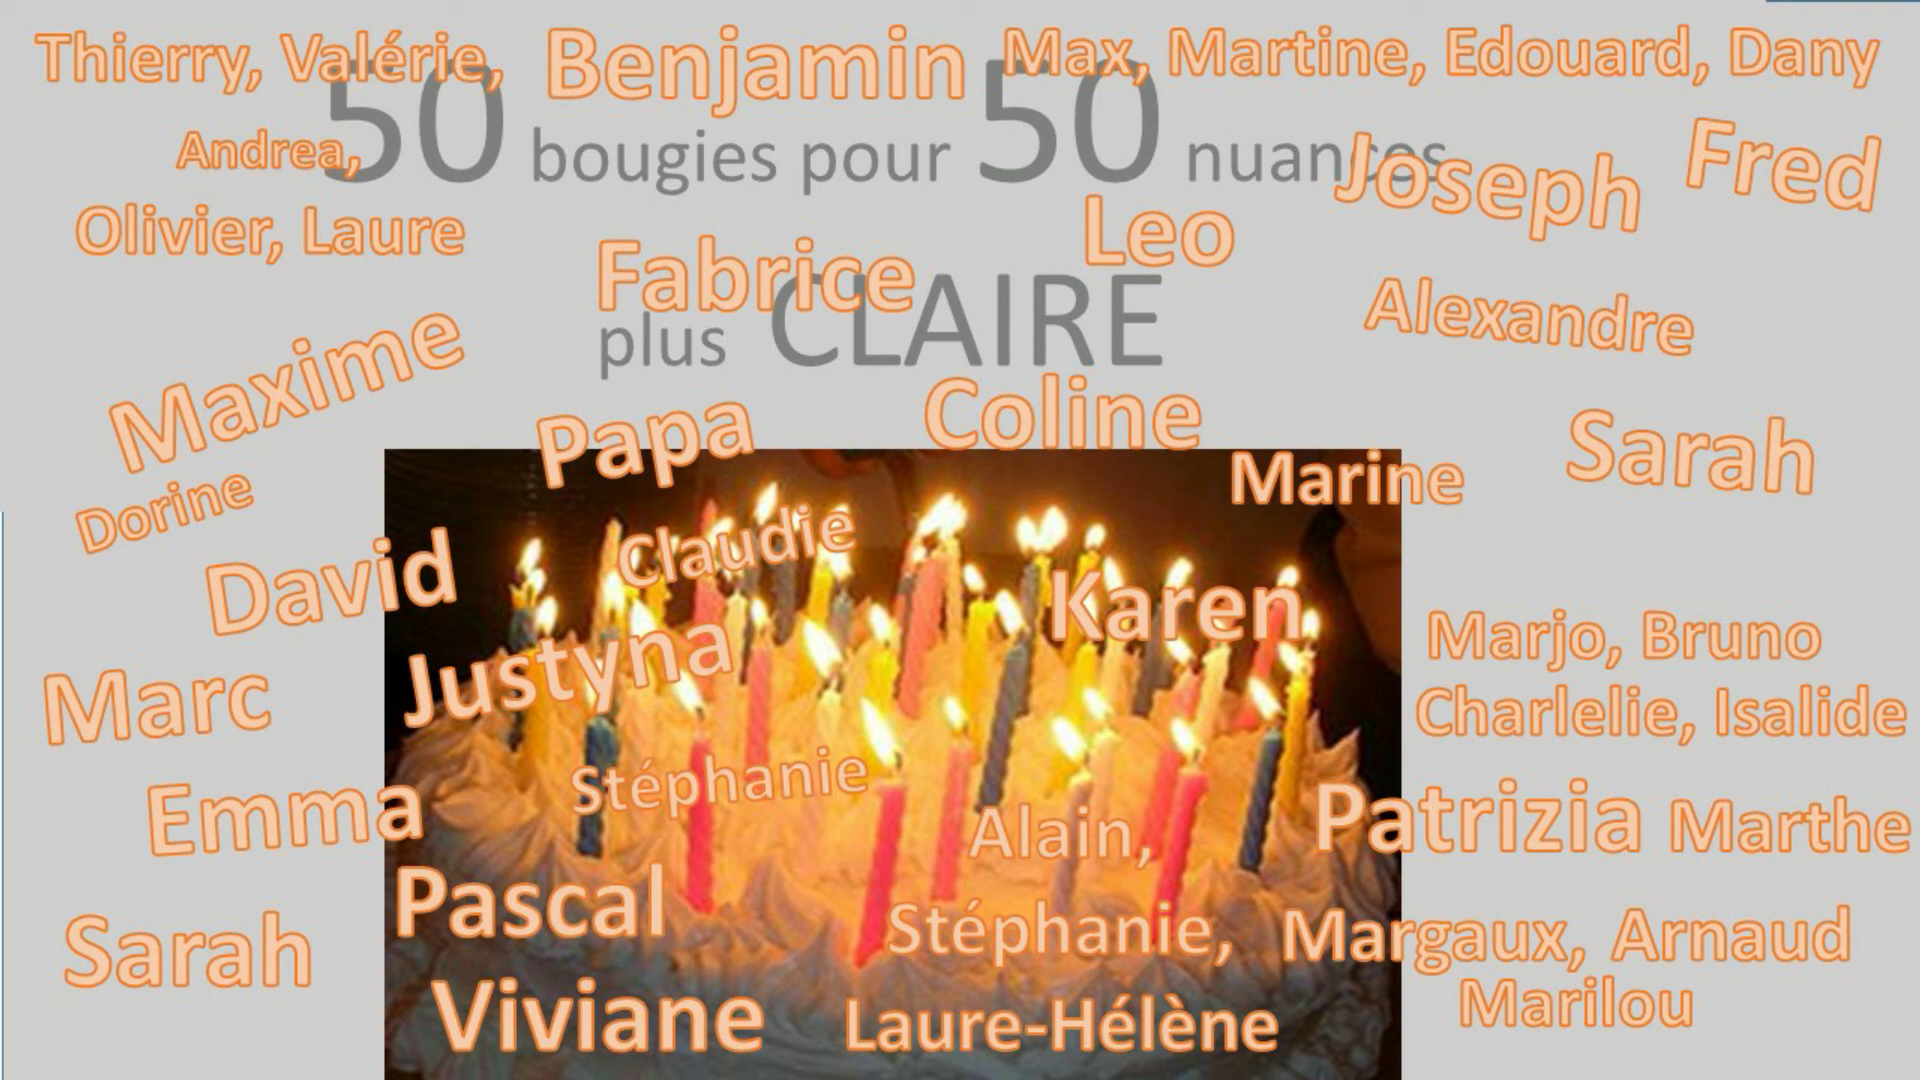 Thierry, Valérie,
Benjamin
Max, Martine, Edouard, Dany
50 bougies pour 50 nuances
Andrea,
Joseph
Fred
Olivier, Laure
Leo
Fabrice
plus CLAIRE
Alexandre
Maxime
Papa
Coline
Sarah
Marine
Dorine
Claudie
David
Karen
Justyna
Marjo, Bruno
Marc
Charlelie, Isalide
Stéphanie
Emma
Alain,
Patrizia
Marthe
Pascal
Stéphanie,
Margaux, Arnaud
Sarah
Marilou
Viviane
Laure-Hélène